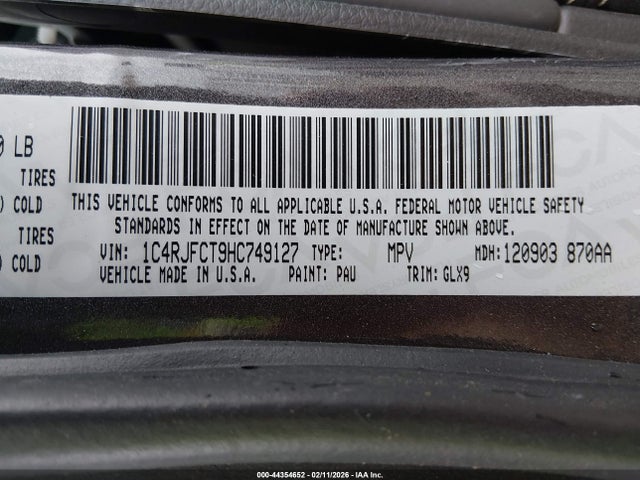 0 LB
TIRES
) COLD
TIRES
) COLD
THIS VEHICLE CONFORMS TO ALL APPLICABLE U.S.A. FEDERAL MOTOR VEHICLE SAFETY
STANDARDS IN EFFECT ON THE DATE OF MANUFACTURE SHOWN ABOVE.
VIN: 1C4RJFCT9HC749127 TYPE: MPV MDH: 120903 870AA
VEHICLE MADE IN U.S.A. PAINT: PAU TRIM: GLX9
000-44354652 - 02/11/2026 - IAA Inc.